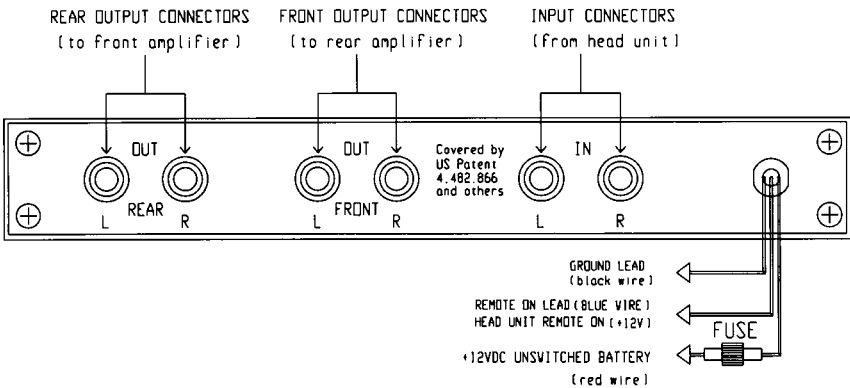 REAR OUTPUT CONNECTORS
(to front amplifier)
FRONT OUTPUT CONNECTORS
(to rear amplifier)
INPUT CONNECTORS
(from head unit)
OUT
REAR
L
R
OUT
FRONT
L
R
Covered by
US Patent
4.482.866
and others
IN
L
R
GROUND LEAD
(black wire)
REMOTE ON LEAD (BLUE VIRE)
HEAD UNIT REMOTE ON (+12V)
FUSE
+12VDC UNSWITCHED BATTERY
(red wire)